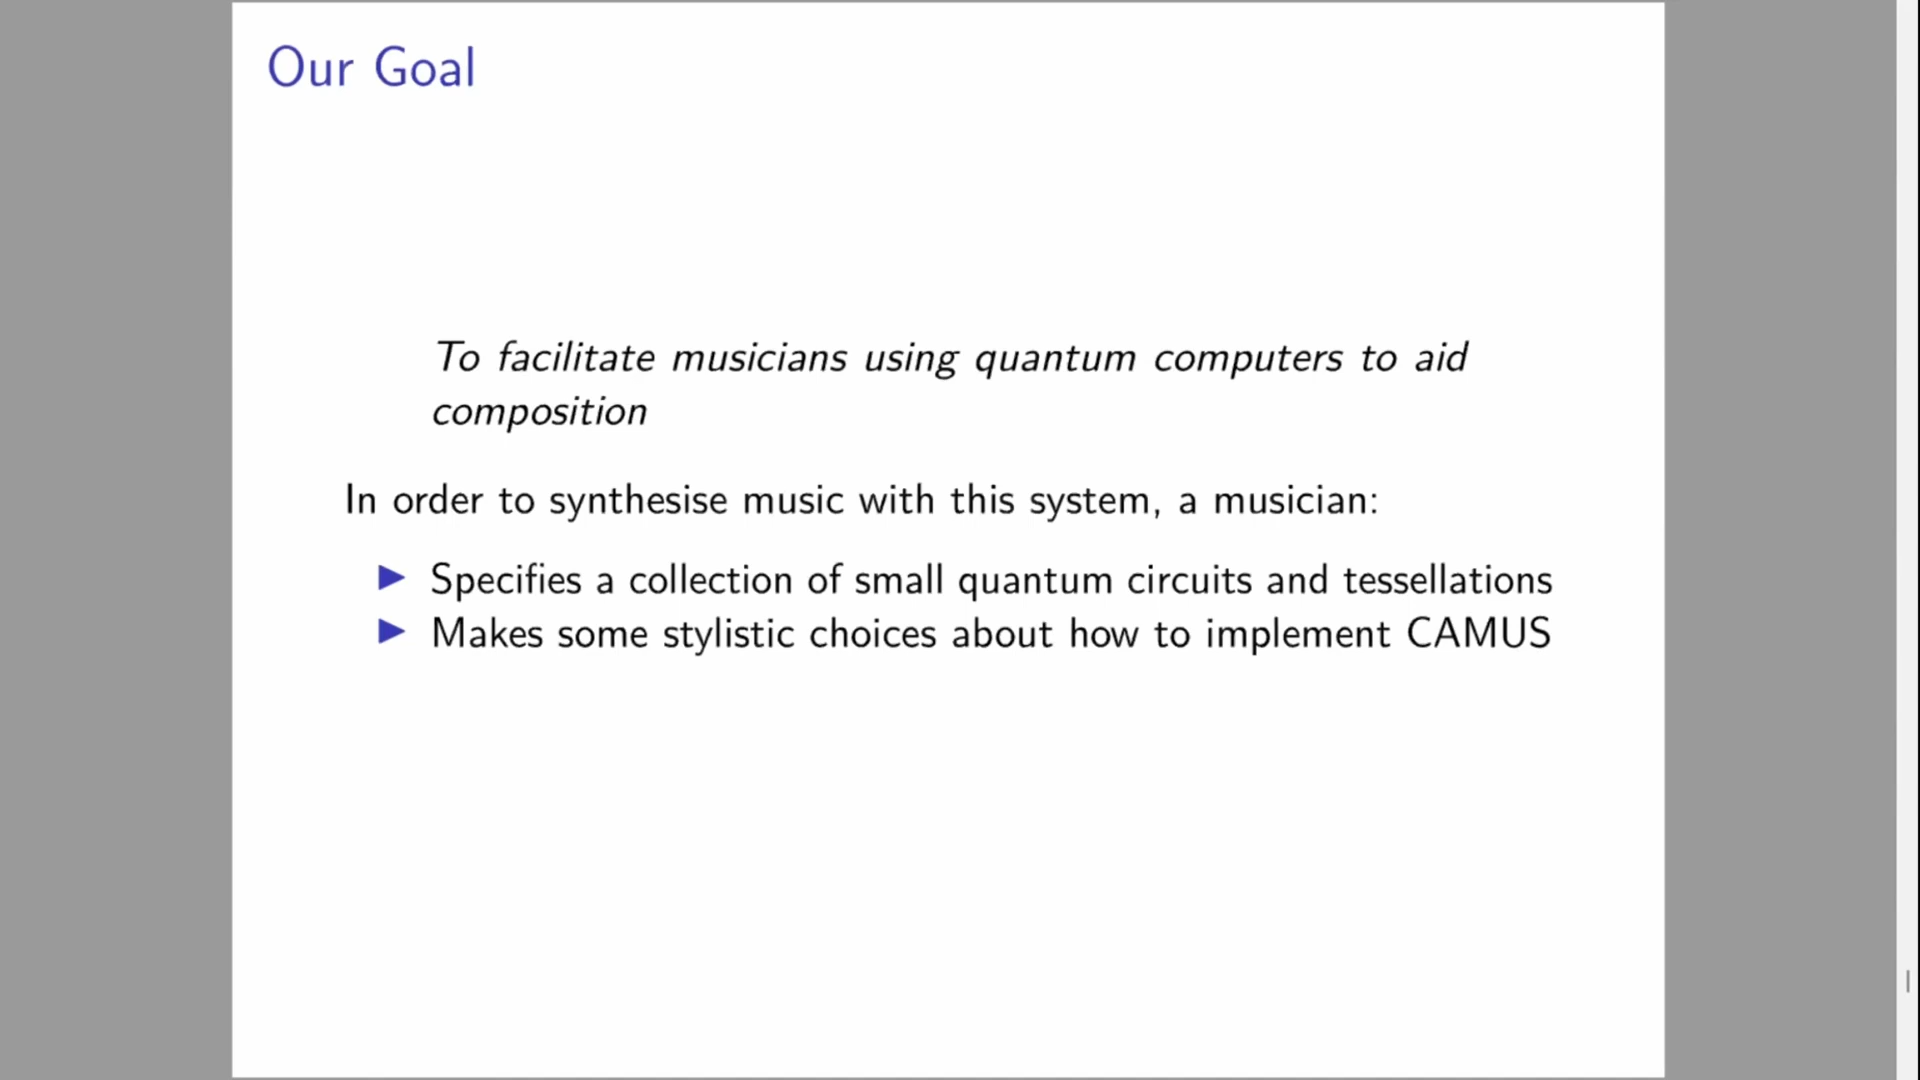 Our Goal
To facilitate musicians using quantum computers to aid
composition
In order to synthesise music with this system, a musician:
▶ Specifies a collection of small quantum circuits and tessellations
▶ Makes some stylistic choices about how to implement CAMUS